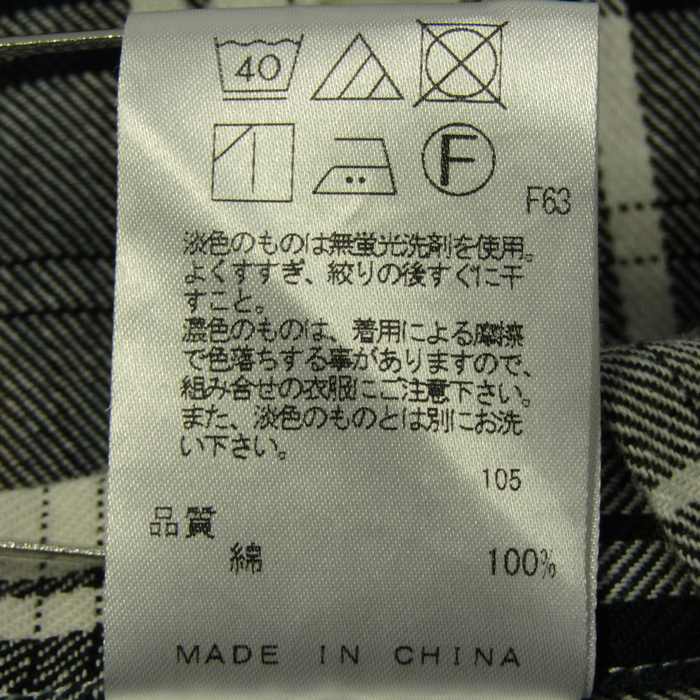 40
F
F63
淡色のものは無蛍光洗剤を使用。
よくすすぎ、絞りの後すぐに干
すこと。
濃色のものは、着用による摩擦
で色落ちする事がありますので、
組み合せの衣服にご注意下さい。
また、淡色のものとは別にお洗
い下さい。
105
品質
綿 100%
MADE IN CHINA